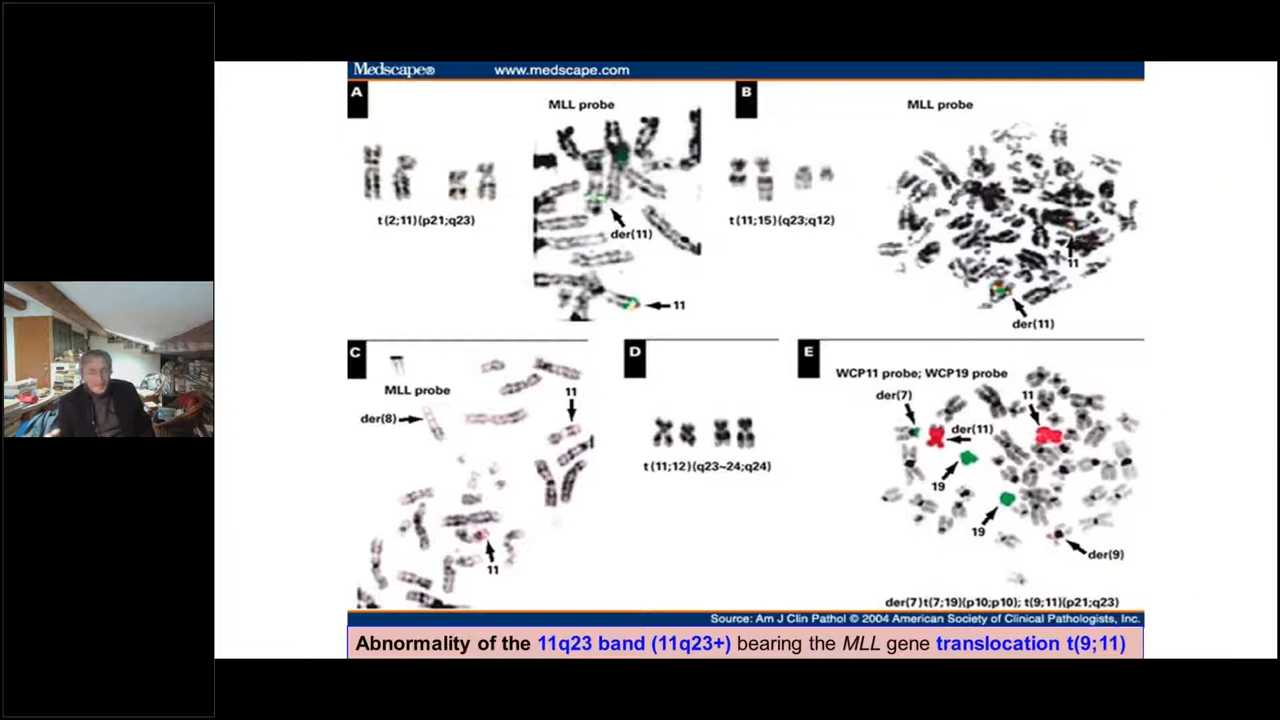 Medscape® www.medscape.com
A
MLL probe
t(2;11)(p21;q23)
der(11)
11
B
MLL probe
t(11;15)(q23;q12)
11
der(11)
C
MLL probe
der(8)
11
11
D
t(11;12)(q23~24;q24)
E
WCP11 probe; WCP19 probe
der(7)
11
der(11)
19
19
der(9)
der(7)t(7;19)(p10;p10); t(9;11)(p21;q23)
Source: Am J Clin Pathol © 2004 American Society of Clinical Pathologists, Inc.
Abnormality of the 11q23 band (11q23+) bearing the MLL gene translocation t(9;11)